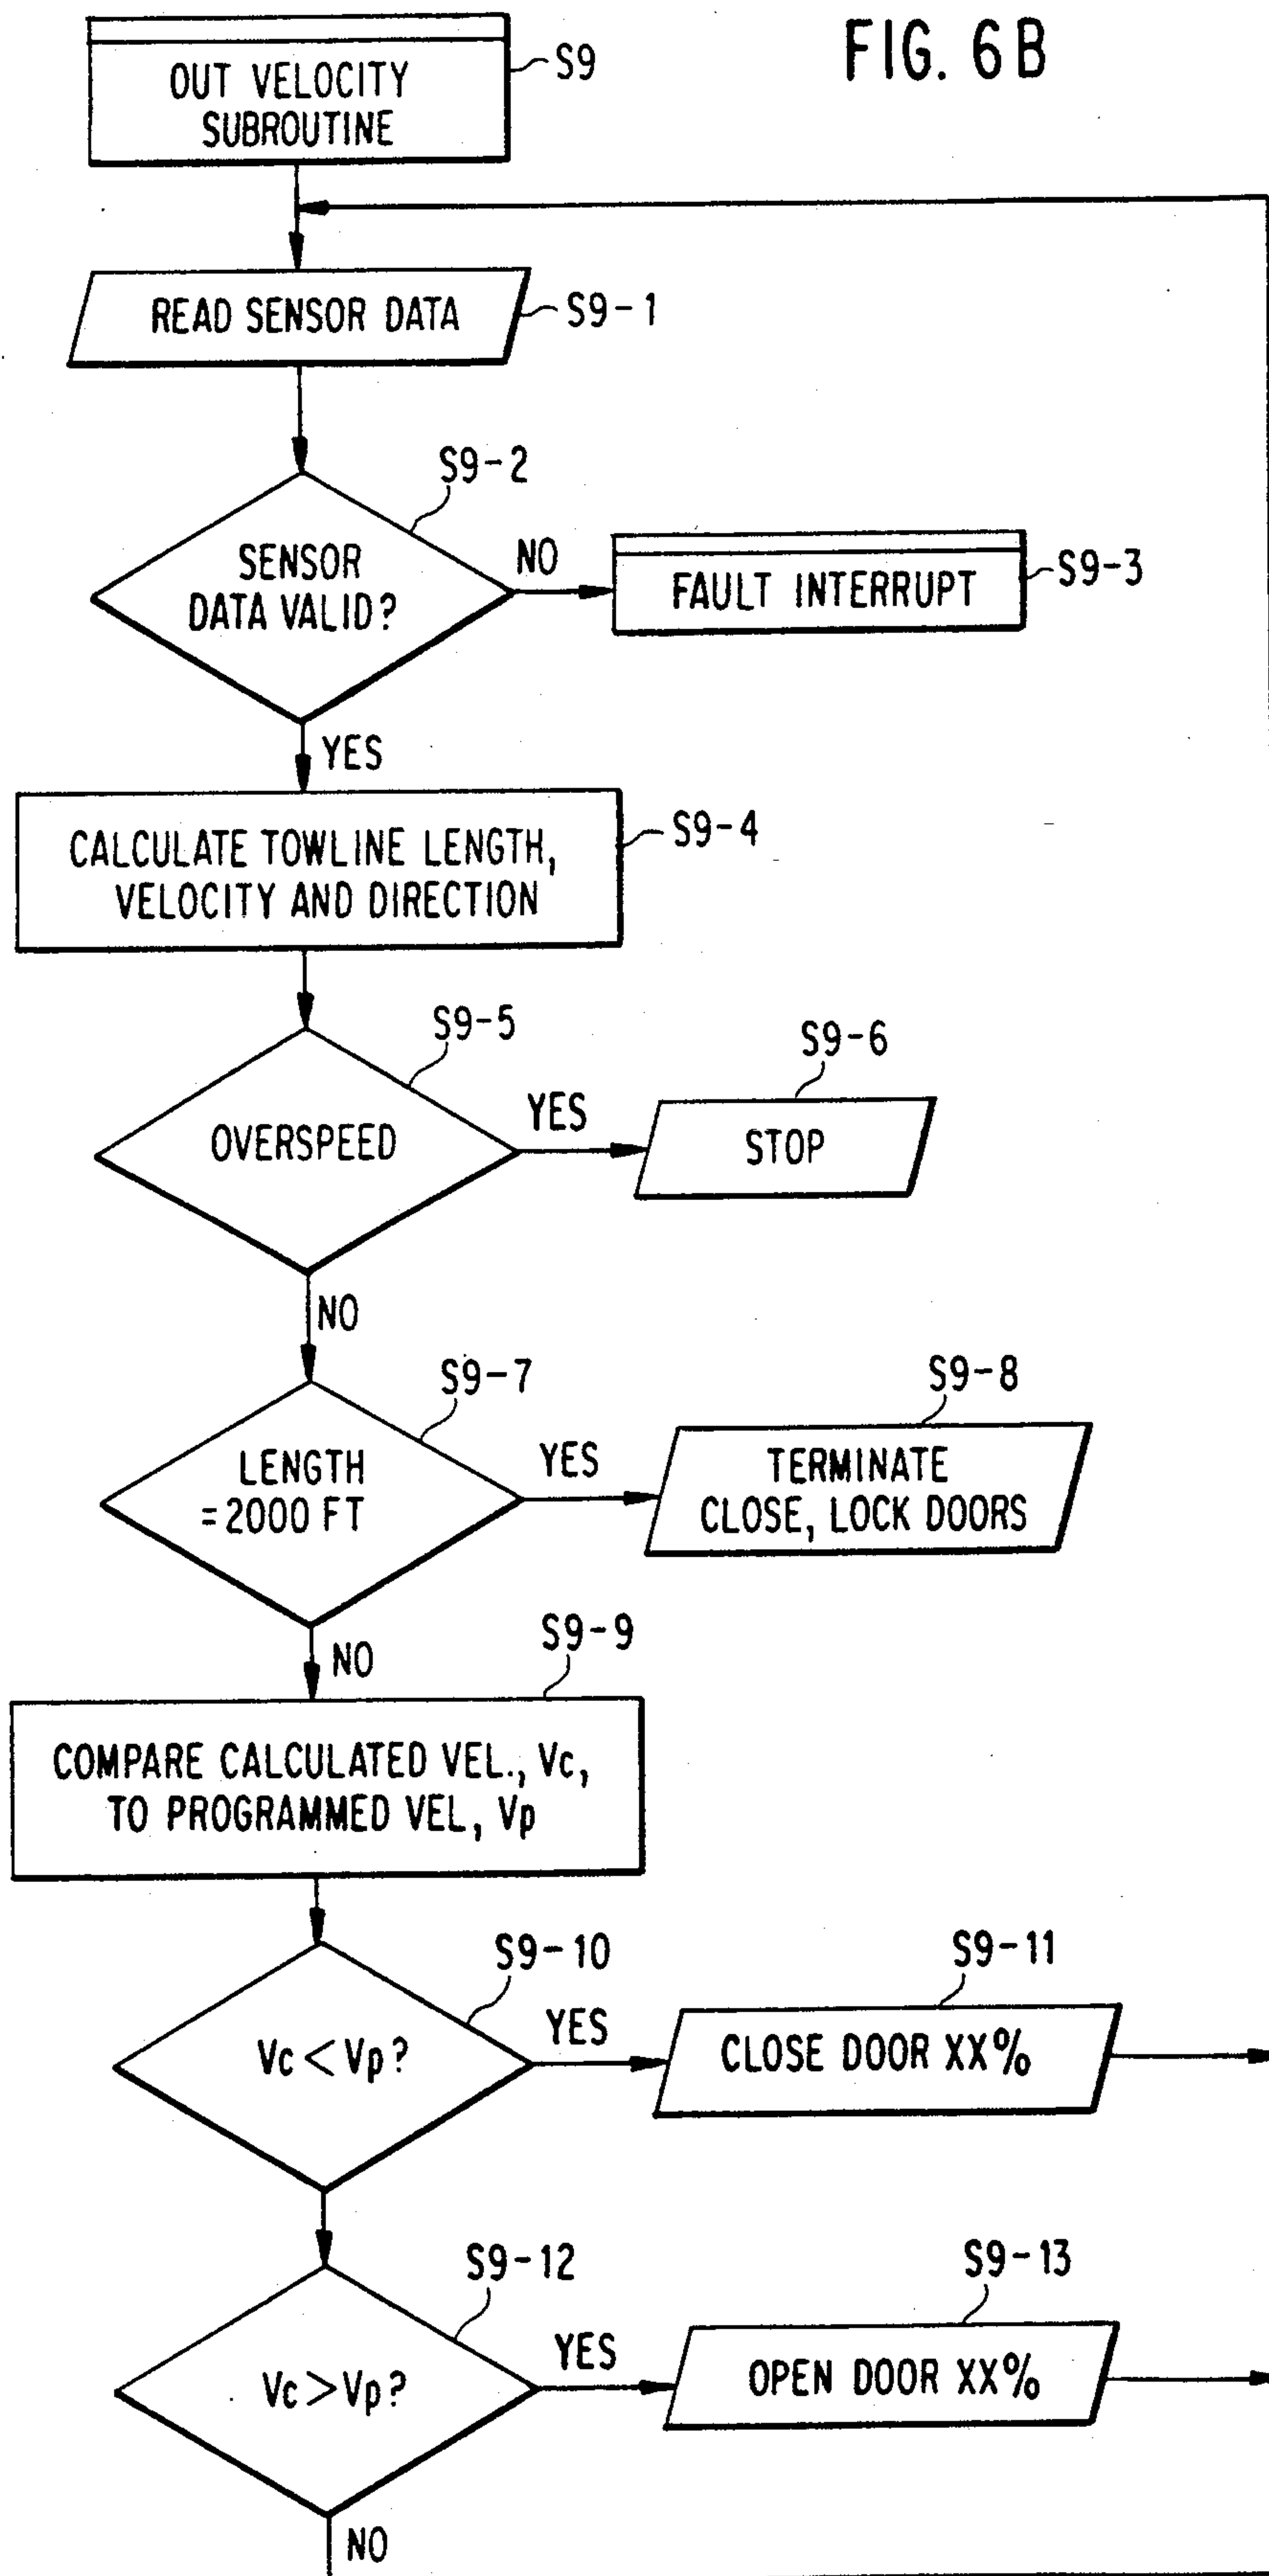 FIG. 6B
OUT VELOCITY
SUBROUTINE
S9
READ SENSOR DATA
S9-1
S9-2
SENSOR
DATA VALID?
NO
FAULT INTERRUPT
S9-3
YES
CALCULATE TOWLINE LENGTH,
VELOCITY AND DIRECTION
S9-4
S9-5
OVERSPEED
YES
S9-6
STOP
NO
S9-7
LENGTH
=2000 FT
YES
S9-8
TERMINATE
CLOSE, LOCK DOORS
NO
S9-9
COMPARE CALCULATED VEL., Vc,
TO PROGRAMMED VEL, Vp
S9-10
Vc < Vp?
YES
S9-11
CLOSE DOOR XX%
S9-12
Vc > Vp?
YES
S9-13
OPEN DOOR XX%
NO